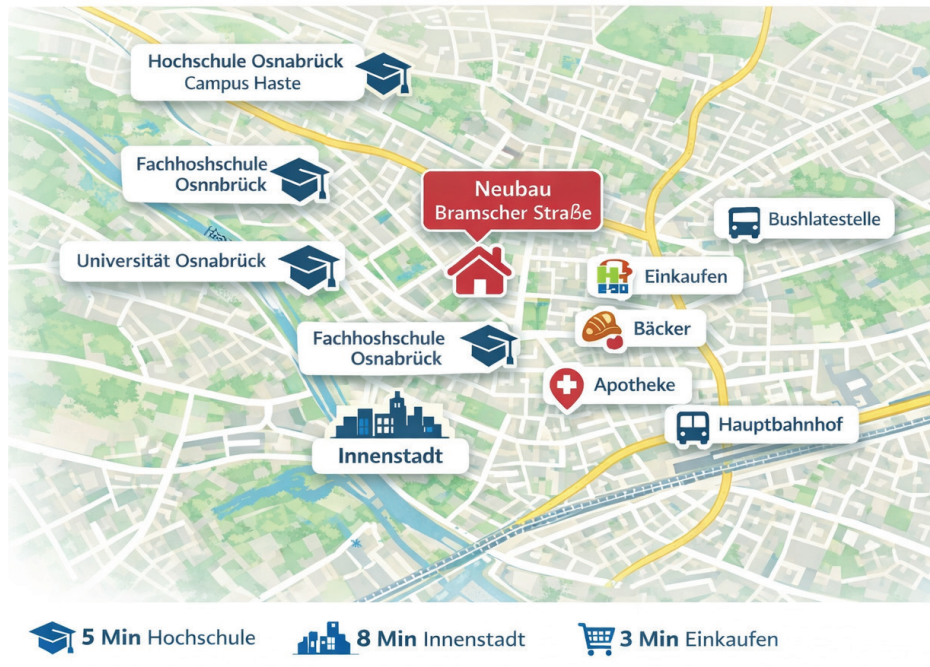 Hochschule Osnabrück
Campus Haste
Fachhoshschule
Osnnbrück
Neubau
Bramscher Straße
Bushlatestelle
Universität Osnabrück
Einkaufen
Fachhoshschule
Osnabrück
Bäcker
Apotheke
Hauptbahnhof
Innenstadt
5 Min Hochschule
8 Min Innenstadt
3 Min Einkaufen